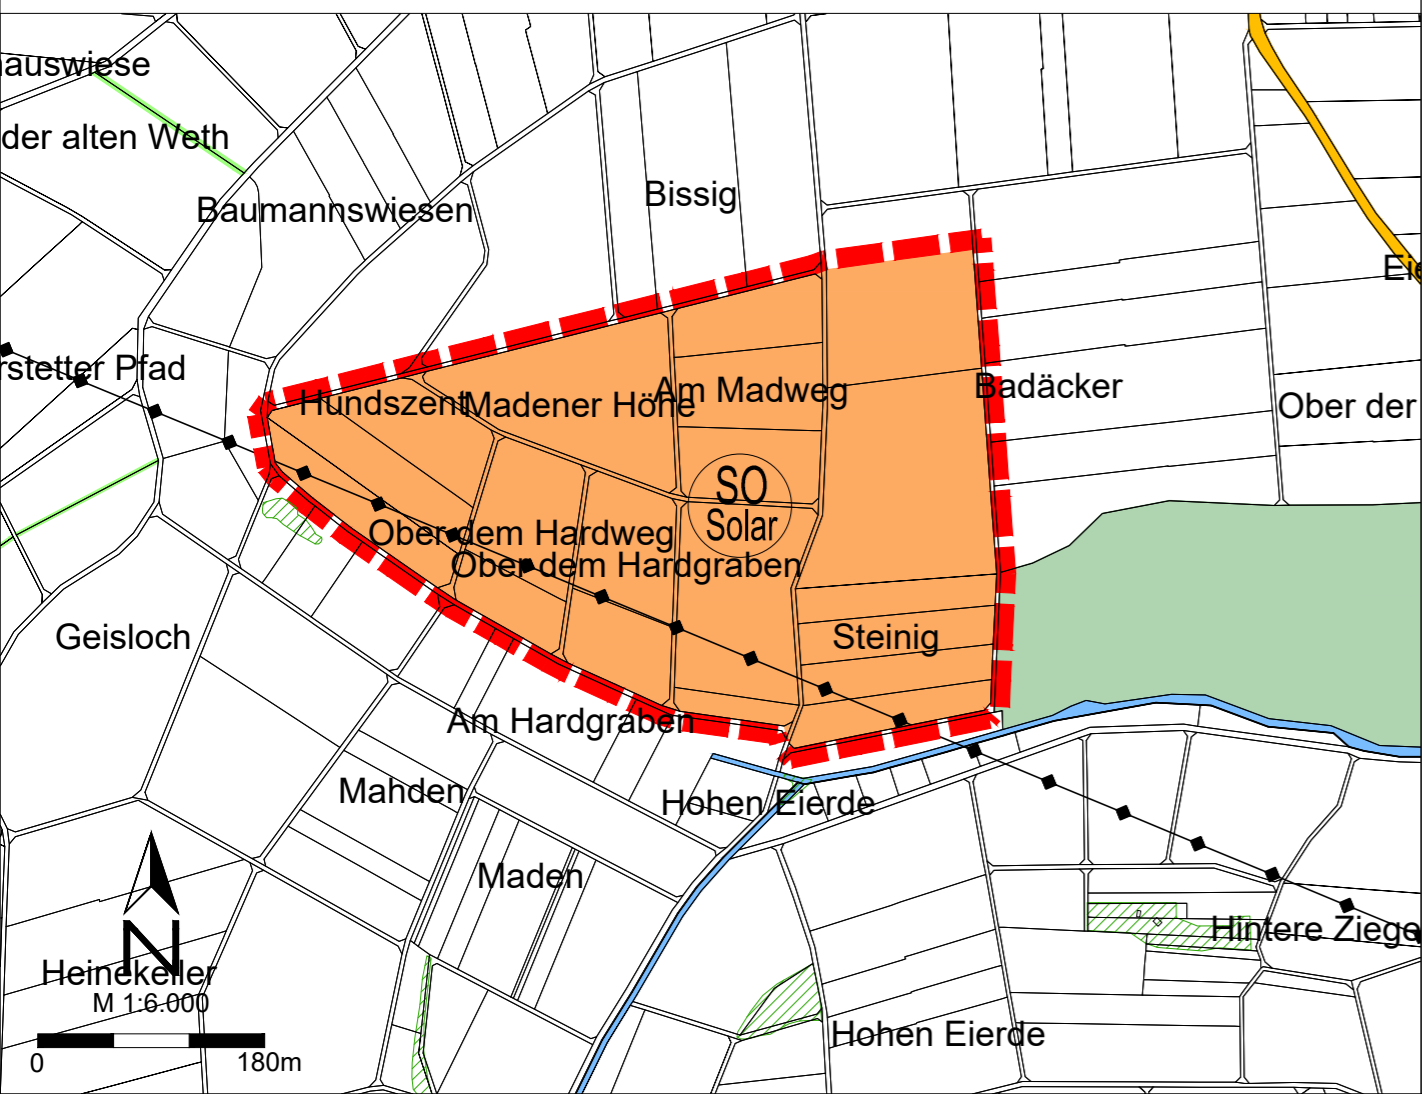 auswiese
der alten Weth
Baumannswiesen
Bissig
Eie
rstetter Pfad
Hundszent
Madener Höhe
Am Madweg
Badäcker
Ober der
SO
Solar
Ober dem Hardweg
Ober dem Hardgraben
Geisloch
Steinig
Am Hardgraben
Mahden
Hohen Eierde
Maden
N
Hintere Ziege
Heinekeller
M 1:6.000
Hohen Eierde
0
180m